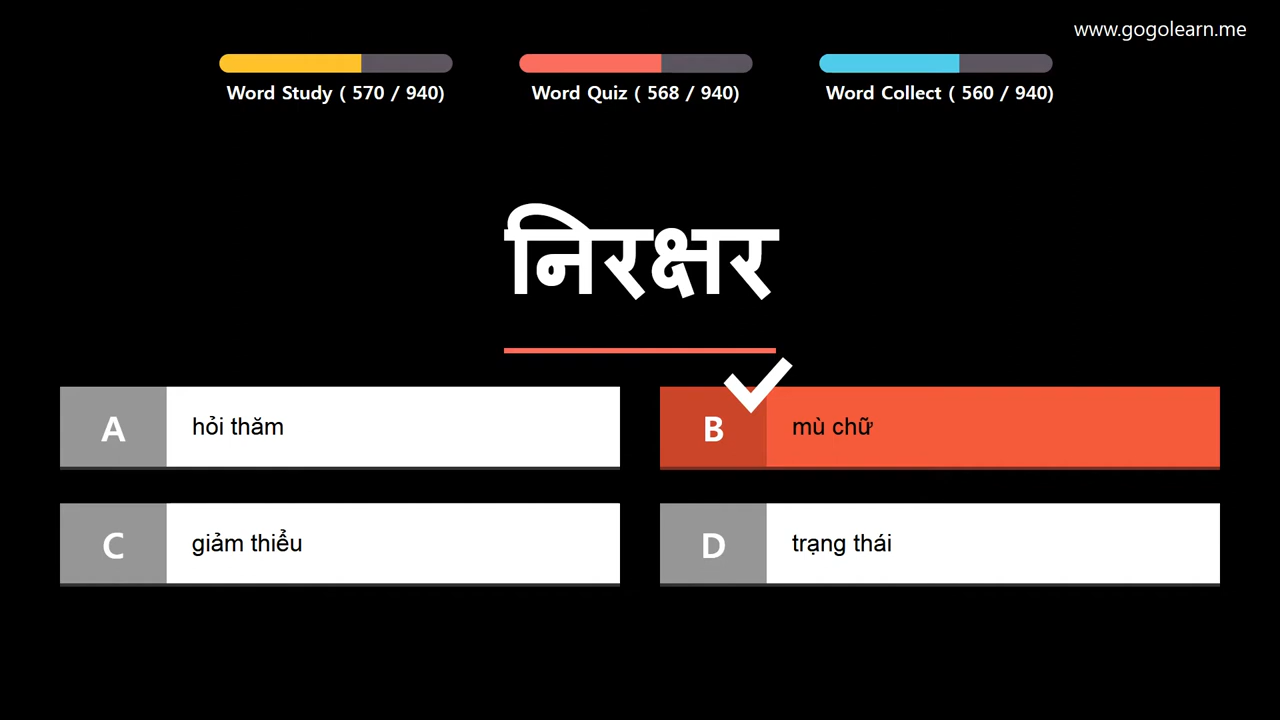 www.gogolearn.me
Word Study ( 570 / 940)
Word Quiz ( 568 / 940)
Word Collect ( 560 / 940)
निरक्षर
A hỏi thăm
B mù chữ
C giảm thiểu
D trạng thái